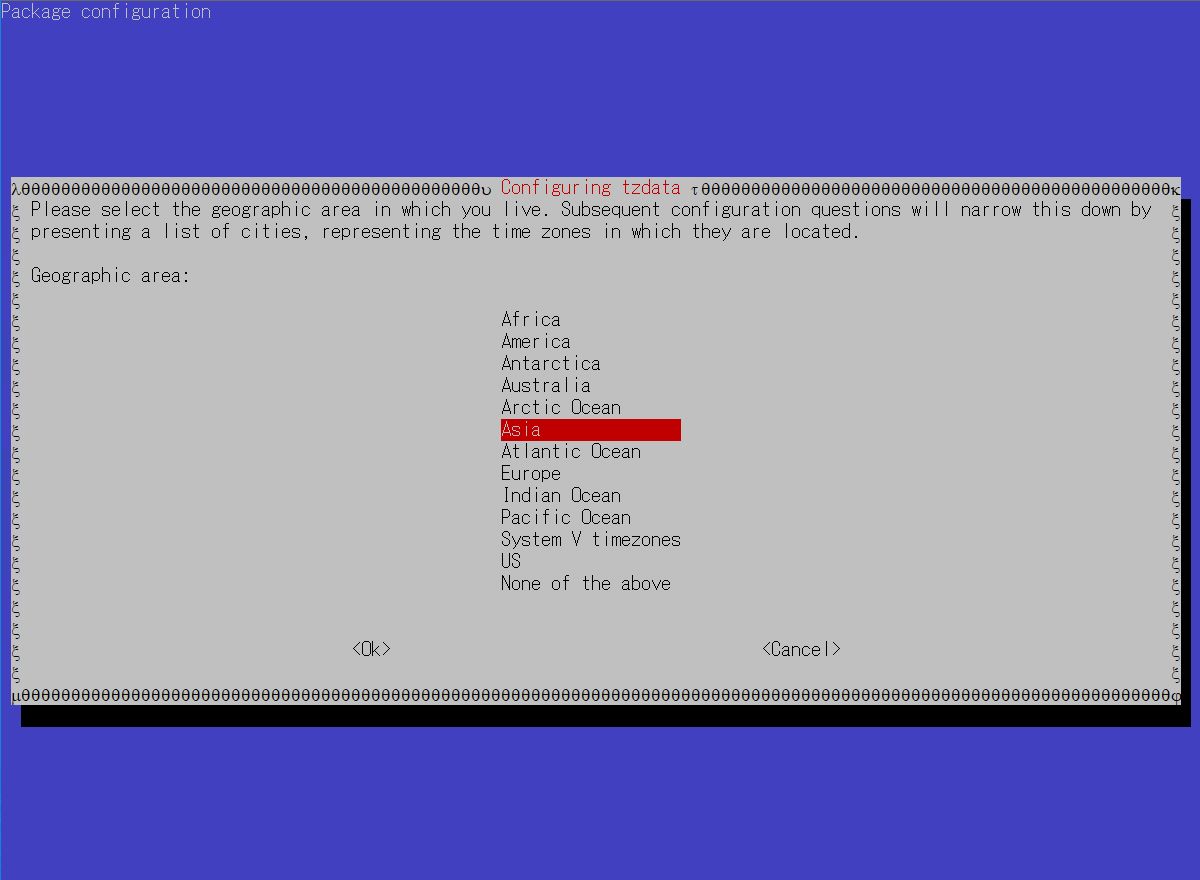 Package configuration
Configuring tzdata
Please select the geographic area in which you live. Subsequent configuration questions will narrow this down by
presenting a list of cities, representing the time zones in which they are located.
Geographic area:
Africa
America
Antarctica
Australia
Arctic Ocean
Asia
Atlantic Ocean
Europe
Indian Ocean
Pacific Ocean
System V timezones
US
None of the above
<Ok> <Cancel>